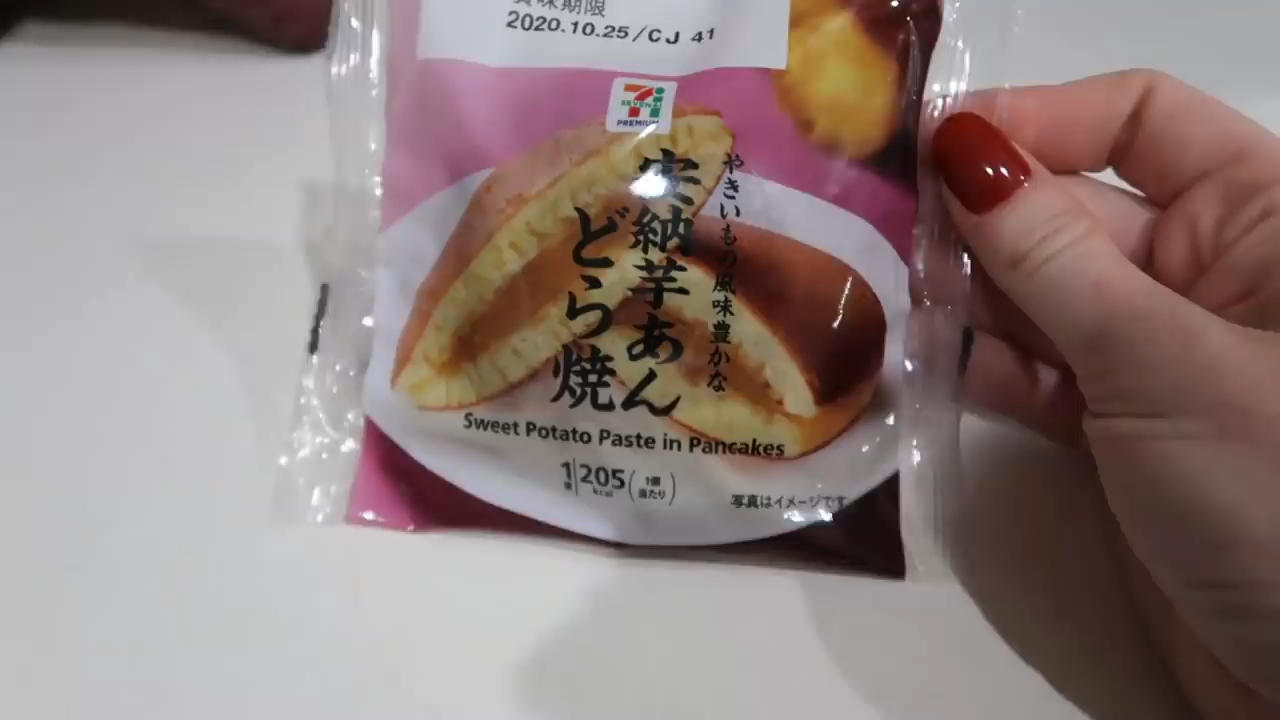 賞味期限
2020.10.25/CJ 41
SEVEN & i
PREMIUM
やきいもの風味豊かな
安納芋あん
どら焼
Sweet Potato Paste in Pancakes
1個 205 kcal (1個当たり)
写真はイメージです